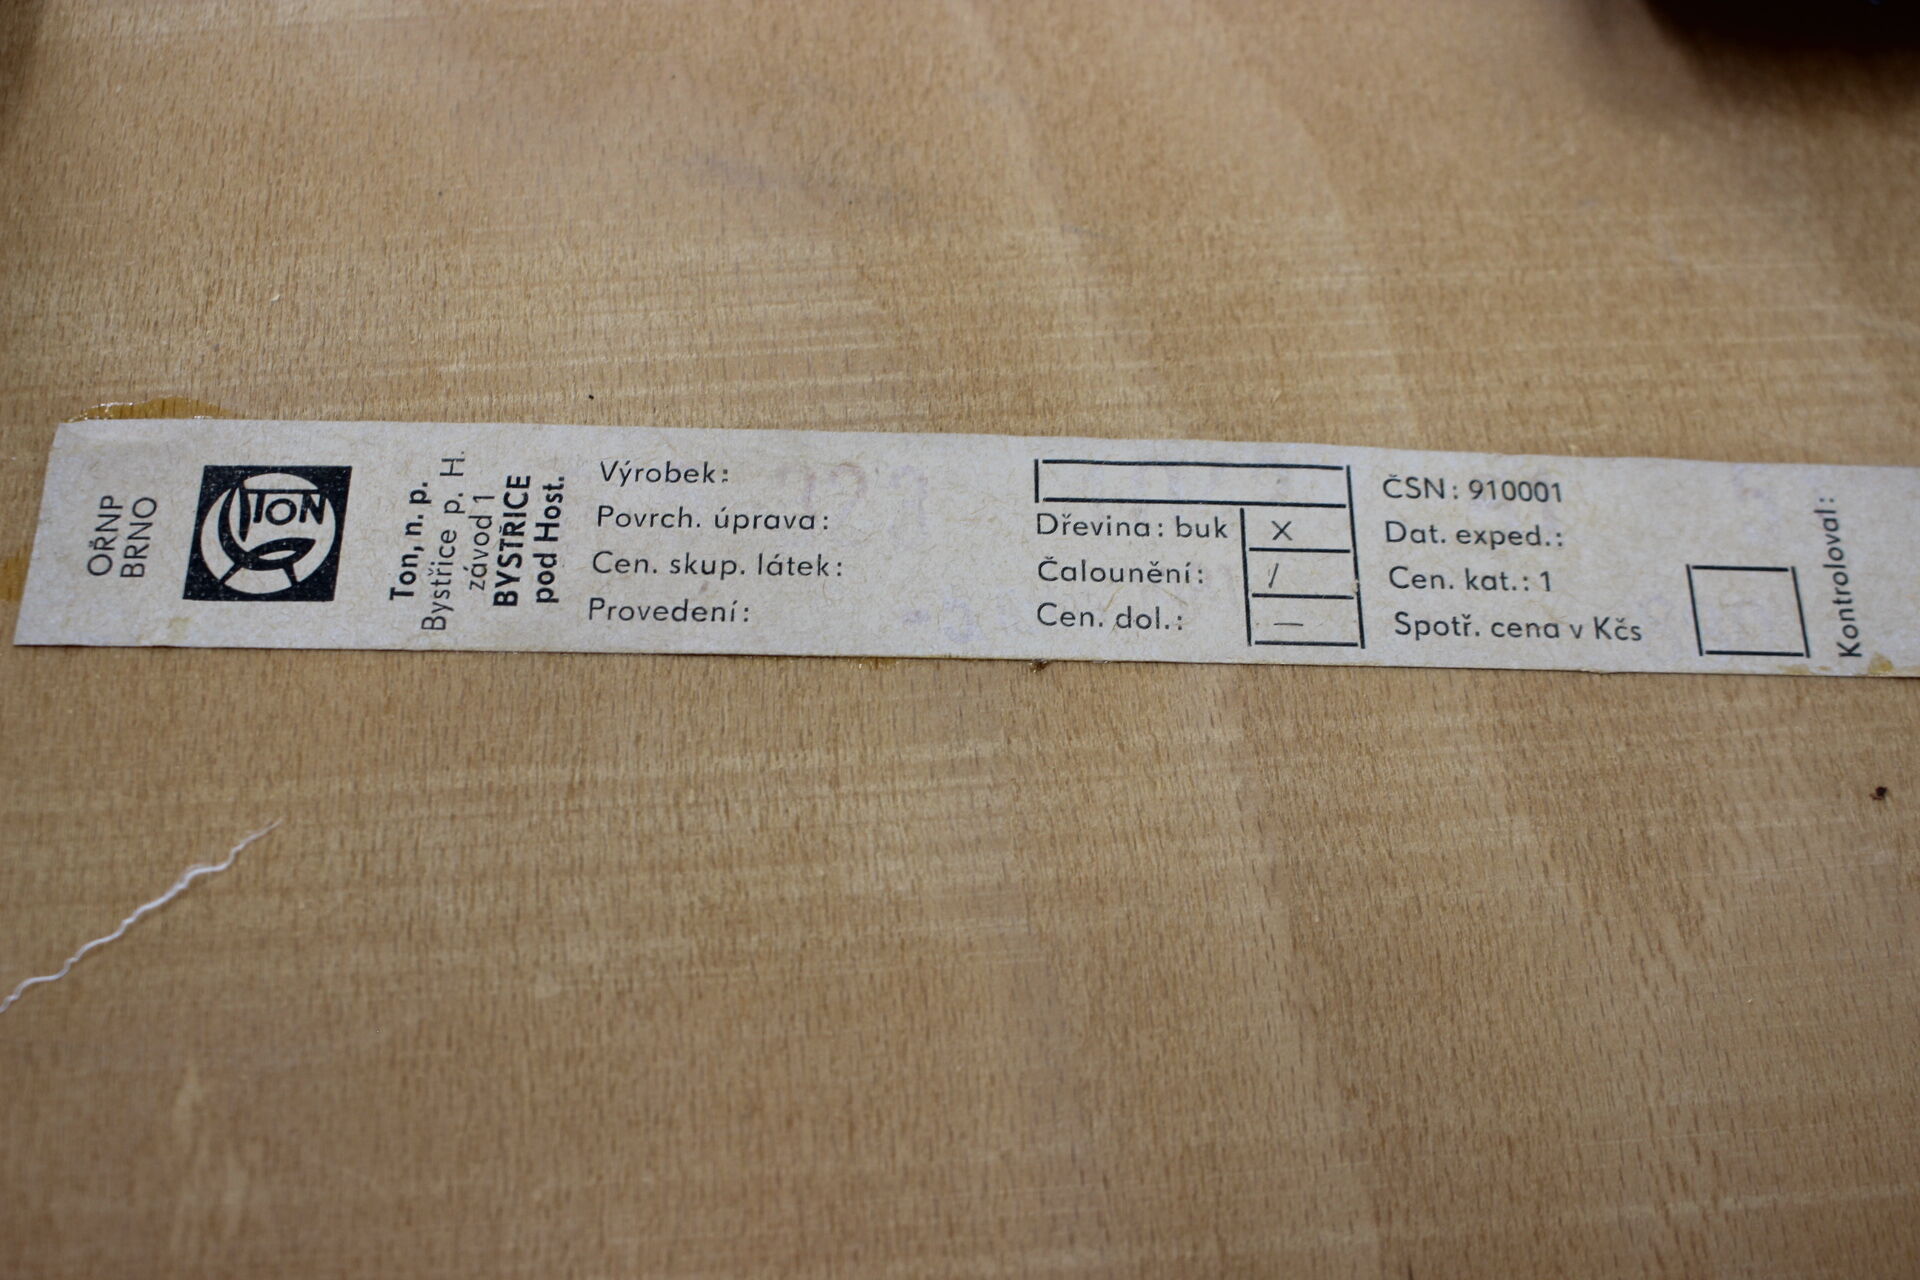 OŘNP
BRNO
TON
Ton, n. p.
Bystřice p. H.
závod 1
BYSTŘICE
pod Host.
Výrobek:
Povrch. úprava:
Cen. skup. látek:
Provedení:
Dřevina: buk X
Čalounění: /
Cen. dol.: —
ČSN: 910001
Dat. exped.:
Cen. kat.: 1
Spotř. cena v Kčs
Kontroloval: